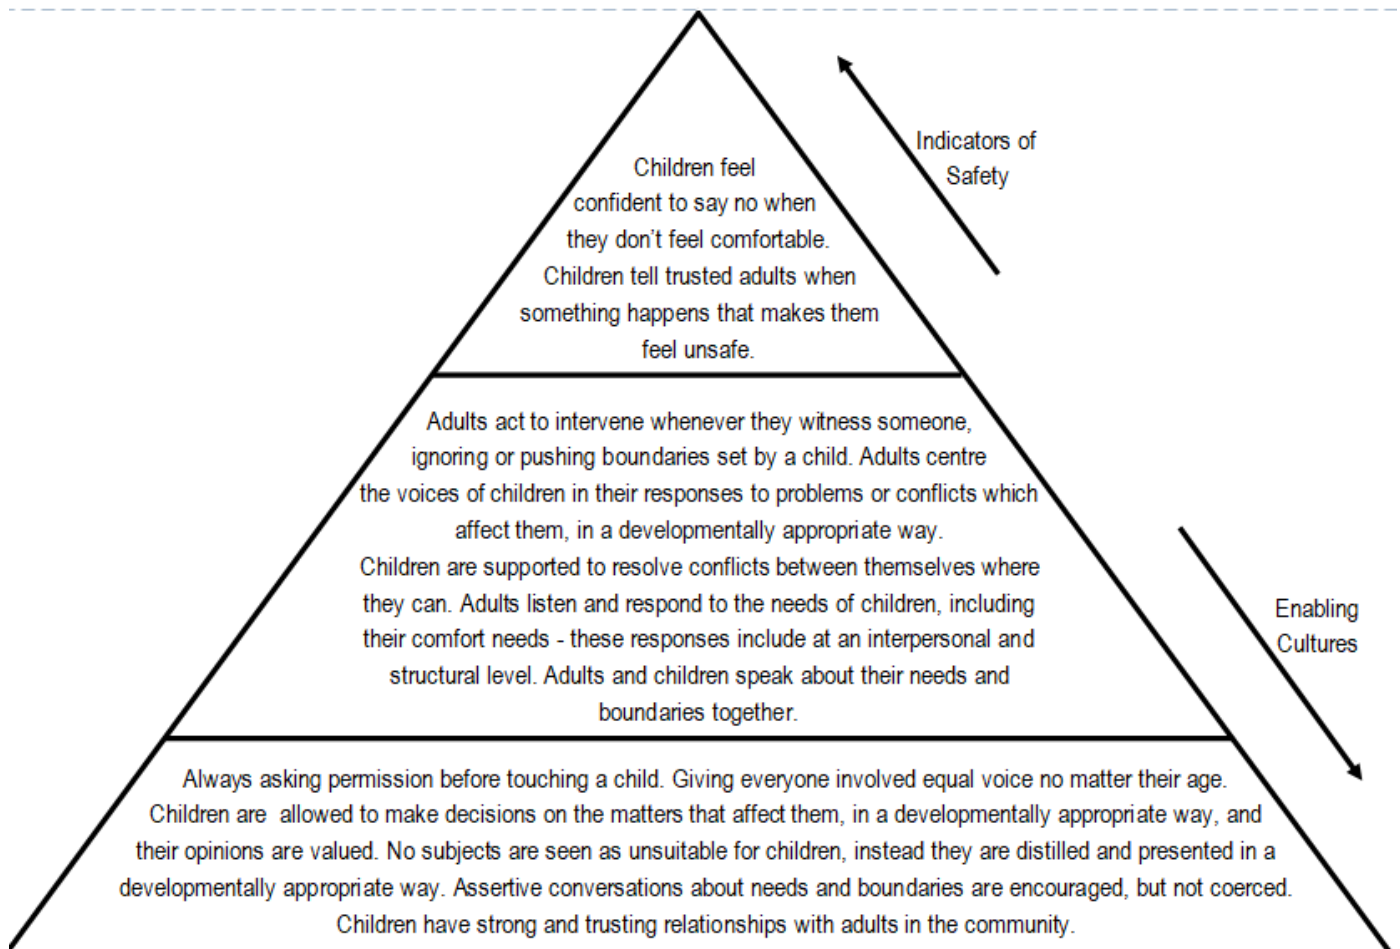 Children feel
confident to say no when
they don't feel comfortable.
Children tell trusted adults when
something happens that makes them
feel unsafe.
Indicators of
Safety
Adults act to intervene whenever they witness someone,
ignoring or pushing boundaries set by a child. Adults centre
the voices of children in their responses to problems or conflicts which
affect them, in a developmentally appropriate way.
Children are supported to resolve conflicts between themselves where
they can. Adults listen and respond to the needs of children, including
their comfort needs - these responses include at an interpersonal and
structural level. Adults and children speak about their needs and
boundaries together.
Enabling
Cultures
Always asking permission before touching a child. Giving everyone involved equal voice no matter their age.
Children are allowed to make decisions on the matters that affect them, in a developmentally appropriate way, and
their opinions are valued. No subjects are seen as unsuitable for children, instead they are distilled and presented in a
developmentally appropriate way. Assertive conversations about needs and boundaries are encouraged, but not coerced.
Children have strong and trusting relationships with adults in the community.